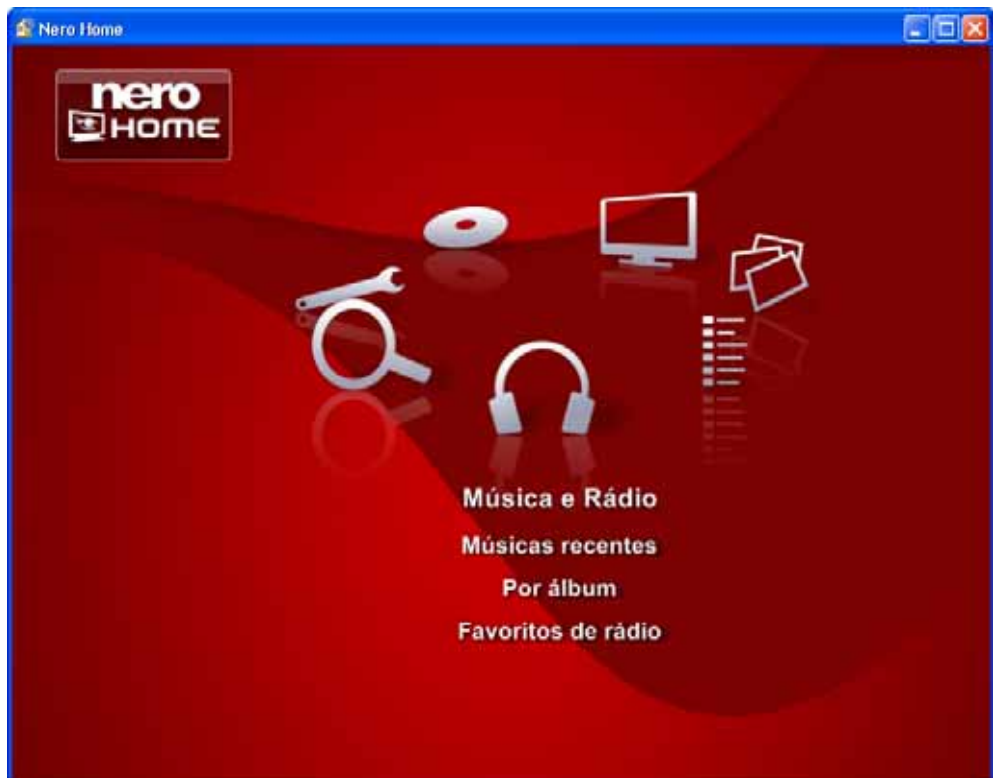 Nero Home
nero
HOME
Música e Rádio
Músicas recentes
Por álbum
Favoritos de rádio